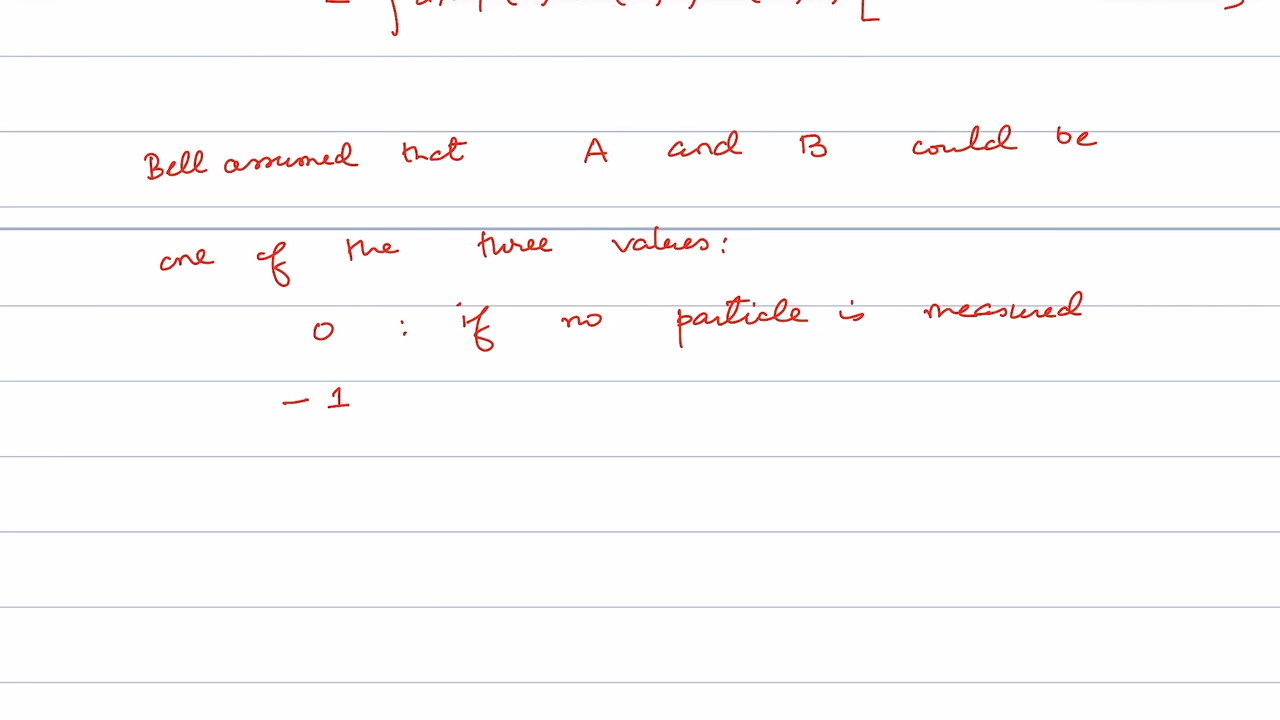 Bell assumed that A and B could be
one of the three values:
0 : if no particle is measured
- 1